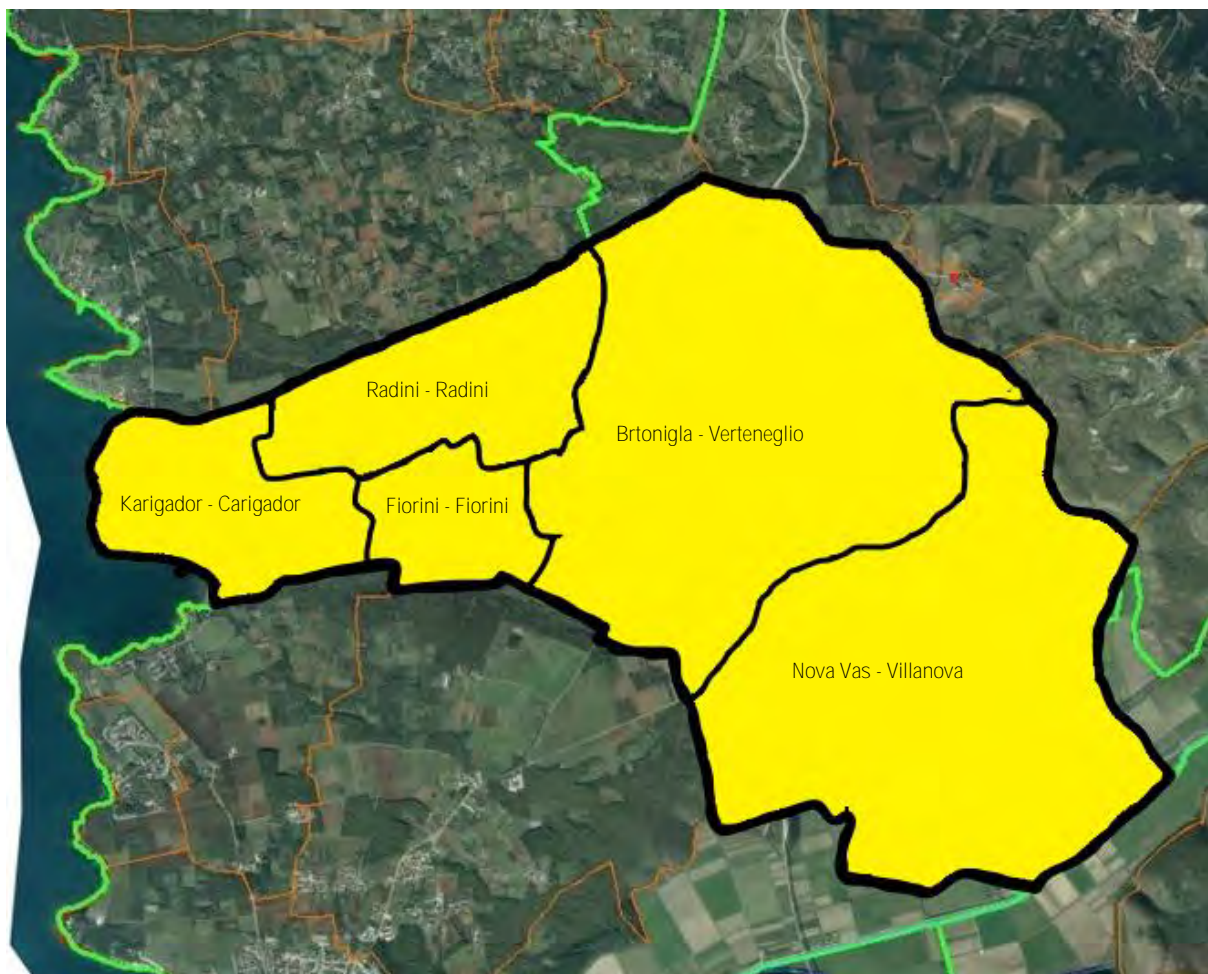 Radini - Radini
Brtonigla - Verteneglio
Karigador - Carigador
Fiorini - Fiorini
Nova Vas - Villanova